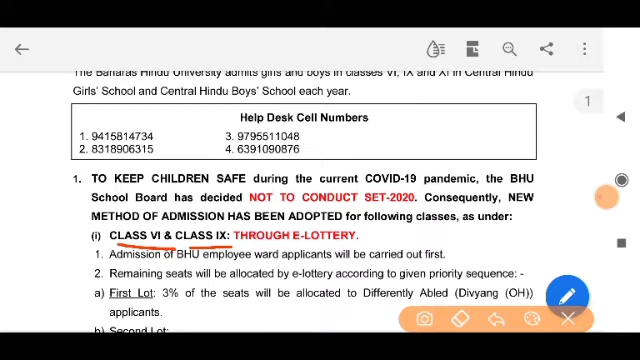 The Banaras Hindu University admits girls and boys in classes VI, IX and XI in Central Hindu
Girls' School and Central Hindu Boys' School each year.
Help Desk Cell Numbers
1. 9415814734 3. 9795511048
2. 8318906315 4. 6391090876
1
1. TO KEEP CHILDREN SAFE during the current COVID-19 pandemic, the BHU
School Board has decided NOT TO CONDUCT SET-2020. Consequently, NEW
METHOD OF ADMISSION HAS BEEN ADOPTED for following classes, as under:
(i) CLASS VI & CLASS IX: THROUGH E-LOTTERY.
1. Admission of BHU employee ward applicants will be carried out first.
2. Remaining seats will be allocated by e-lottery according to given priority sequence: -
a) First Lot: 3% of the seats will be allocated to Differently Abled (Divyang (OH))
applicants.
b) Second Lot: